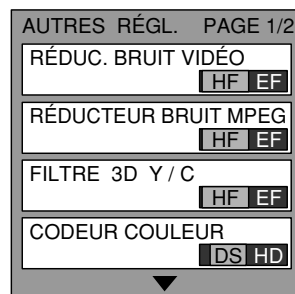 AUTRES RÉGL. PAGE 1/2
RÉDUC. BRUIT VIDÉO
HF EF
RÉDUCTEUR BRUIT MPEG
HF EF
FILTRE 3D Y / C
HF EF
CODEUR COULEUR
DS HD